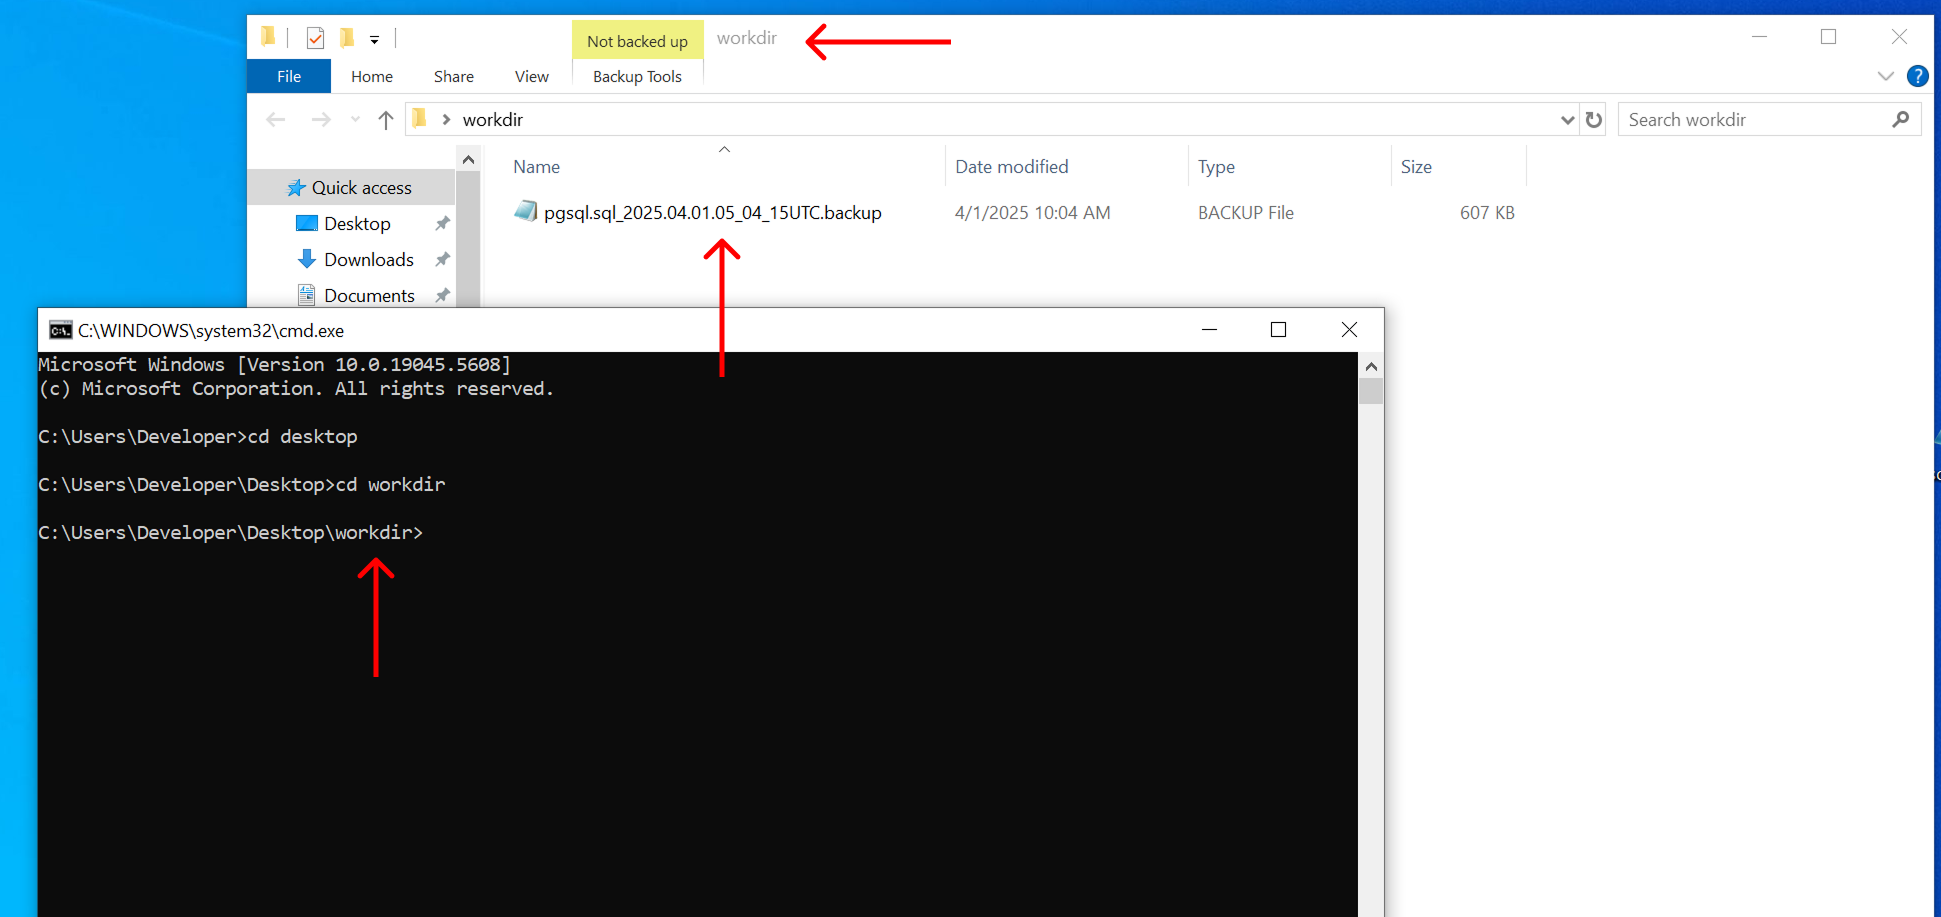 Not backed up
workdir
File
Home
Share
View
Backup Tools
?
workdir
Search workdir
Name
Date modified
Type
Size
Quick access
pgsql.sql_2025.04.01.05_04_15UTC.backup
4/1/2025 10:04 AM
BACKUP File
607 KB
Desktop
Downloads
Documents
C:\WINDOWS\system32\cmd.exe
Microsoft Windows [Version 10.0.19045.5608]
(c) Microsoft Corporation. All rights reserved.
C:\Users\Developer>cd desktop
C:\Users\Developer\Desktop>cd workdir
C:\Users\Developer\Desktop\workdir>